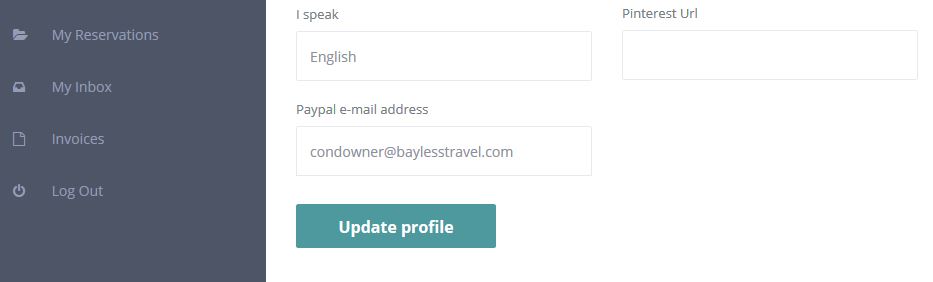 My Reservations
My Inbox
Invoices
Log Out
I speak
English
Pinterest Url
Paypal e-mail address
condowner@baylesstravel.com
Update profile